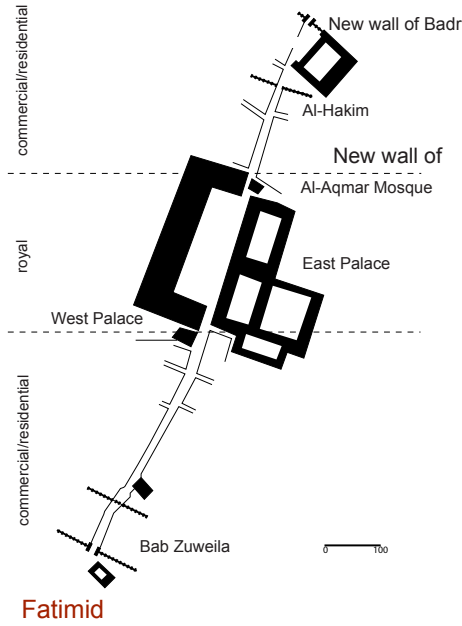 New wall of Badr
commercial/residential
Al-Hakim
New wall of
Al-Aqmar Mosque
royal
East Palace
West Palace
commercial/residential
Bab Zuweila
0 100
Fatimid